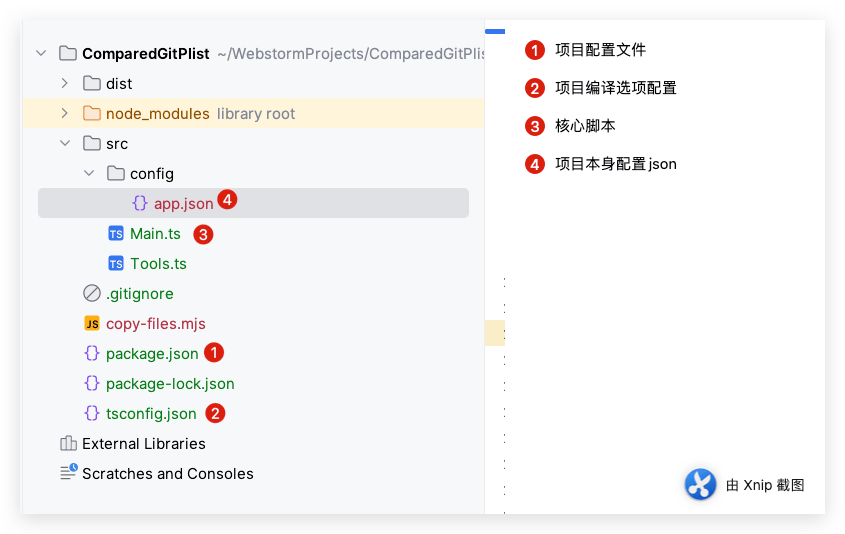 ComparedGitPlist ~/WebstormProjects/ComparedGitPlis
dist
node_modules library root
src
config
app.json 4
TS Main.ts 3
TS Tools.ts
.gitignore
JS copy-files.mjs
package.json 1
package-lock.json
tsconfig.json 2
External Libraries
Scratches and Consoles
1 项目配置文件
2 项目编译选项配置
3 核心脚本
4 项目本身配置json
由 Xnip 截图